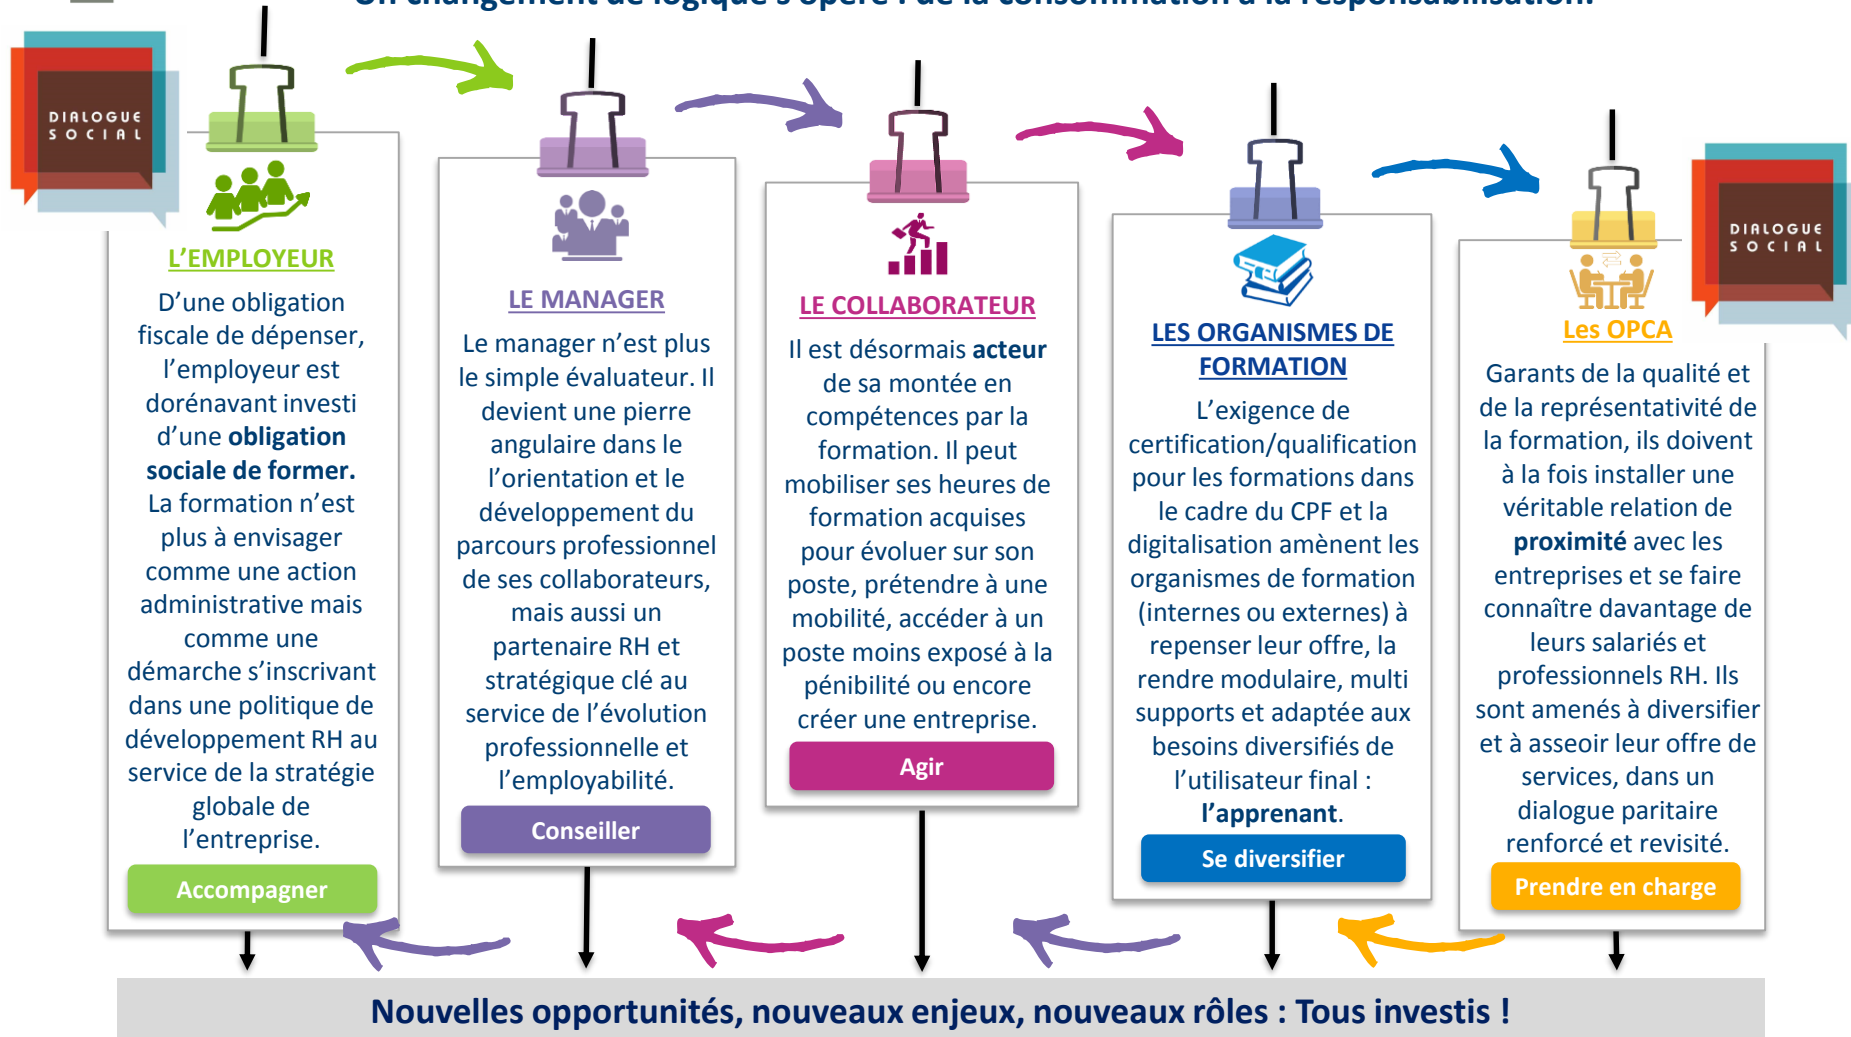 Un changement de logique s'opère : de la consommation à la responsabilisation.
DIALOGUE
SOCIAL
L'EMPLOYEUR
D'une obligation
fiscale de dépenser,
l'employeur est
dorénavant investi
d'une obligation
sociale de former.
La formation n'est
plus à envisager
comme une action
administrative mais
comme une
démarche s'inscrivant
dans une politique de
développement RH au
service de la stratégie
globale de
l'entreprise.
Accompagner
LE MANAGER
Le manager n'est plus
le simple évaluateur. Il
devient une pierre
angulaire dans le
l'orientation et le
développement du
parcours professionnel
de ses collaborateurs,
mais aussi un
partenaire RH et
stratégique clé au
service de l'évolution
professionnelle et
l'employabilité.
Conseiller
LE COLLABORATEUR
Il est désormais acteur
de sa montée en
compétences par la
formation. Il peut
mobiliser ses heures de
formation acquises
pour évoluer sur son
poste, prétendre à une
mobilité, accéder à un
poste moins exposé à la
pénibilité ou encore
créer une entreprise.
Agir
LES ORGANISMES DE
FORMATION
L'exigence de
certification/qualification
pour les formations dans
le cadre du CPF et la
digitalisation amènent les
organismes de formation
(internes ou externes) à
repenser leur offre, la
rendre modulaire, multi
supports et adaptée aux
besoins diversifiés de
l'utilisateur final :
l'apprenant.
Se diversifier
Les OPCA
Garants de la qualité et
de la représentativité de
la formation, ils doivent
à la fois installer une
véritable relation de
proximité avec les
entreprises et se faire
connaître davantage de
leurs salariés et
professionnels RH. Ils
sont amenés à diversifier
et à asseoir leur offre de
services, dans un
dialogue paritaire
renforcé et revisité.
Prendre en charge
DIALOGUE
SOCIAL
Nouvelles opportunités, nouveaux enjeux, nouveaux rôles : Tous investis !